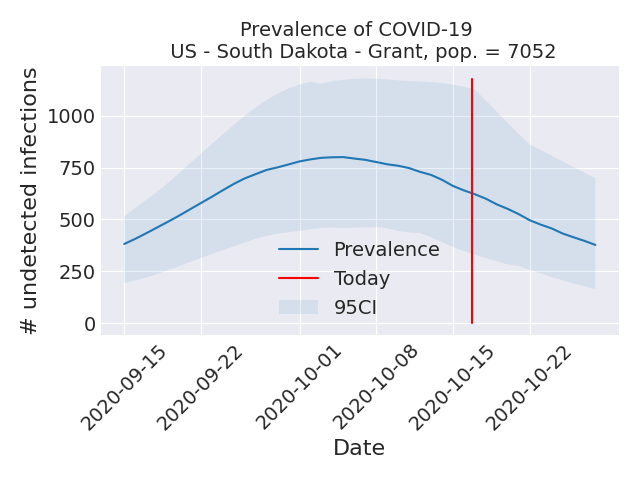 Prevalence of COVID-19
US - South Dakota - Grant, pop. = 7052
# undetected infections
1000
750
500
250
0
Prevalence
Today
95CI
2020-09-15
2020-09-22
2020-10-01
2020-10-08
2020-10-15
2020-10-22
Date